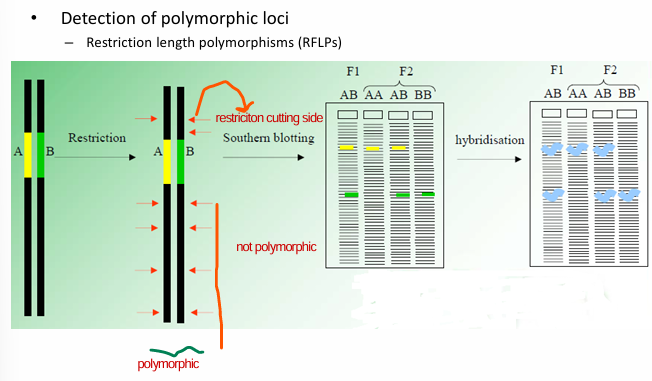 • Detection of polymorphic loci
– Restriction length polymorphisms (RFLPs)
F1 F2 F1 F2
AB AA AB BB AB AA AB BB
restriciton cutting side
Restriction Southern blotting hybridisation
A B A B
not polymorphic
polymorphic